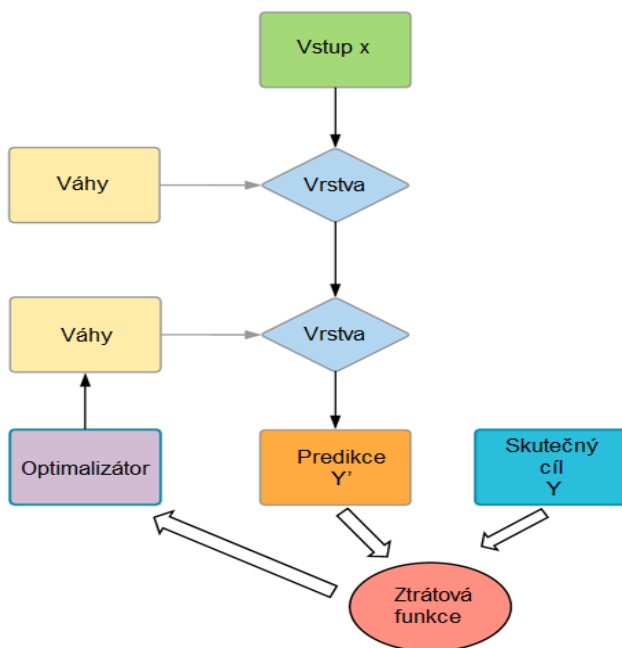 Vstup x
Váhy
Vrstva
Váhy
Vrstva
Optimalizátor
Predikce
Y'
Skutečný
cíl
Y
Ztrátová
funkce